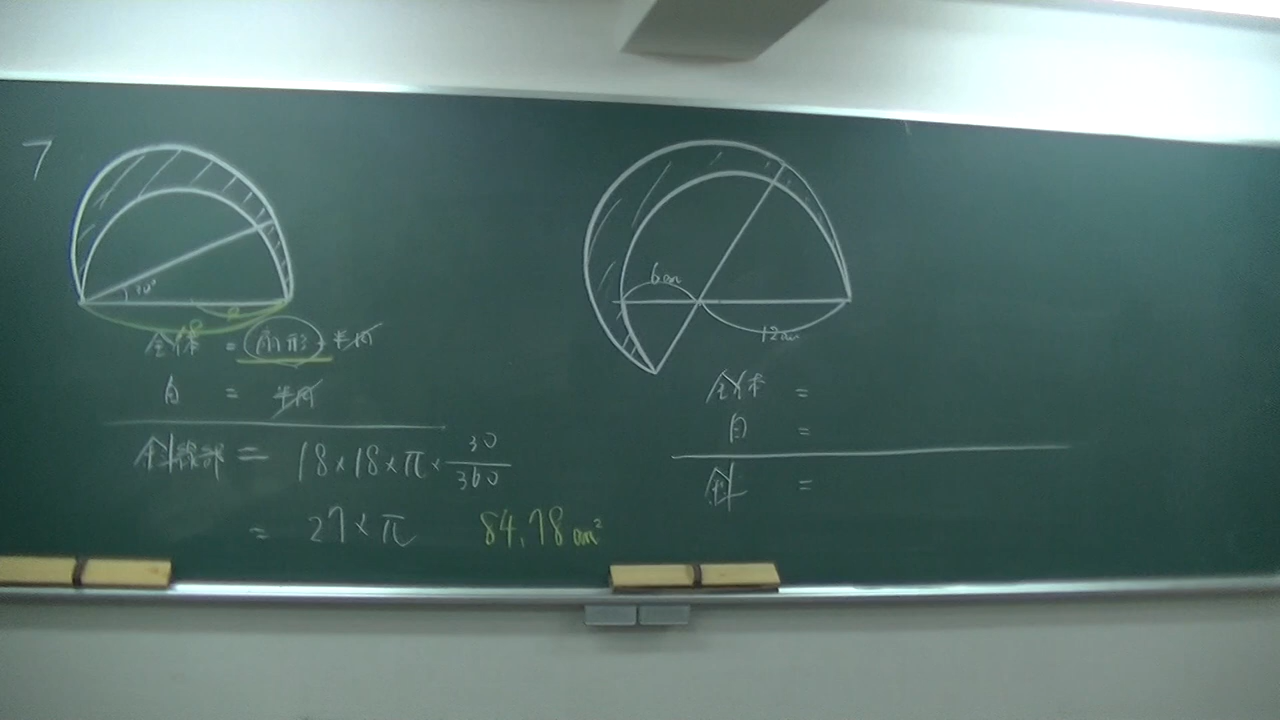 7
30°
9
全体 = 扇形 + 半円
白 = 半円
斜線部 = 18×18×π×30/360
= 27×π 84.78cm²
6cm
12cm
全体 =
白 =
斜 =